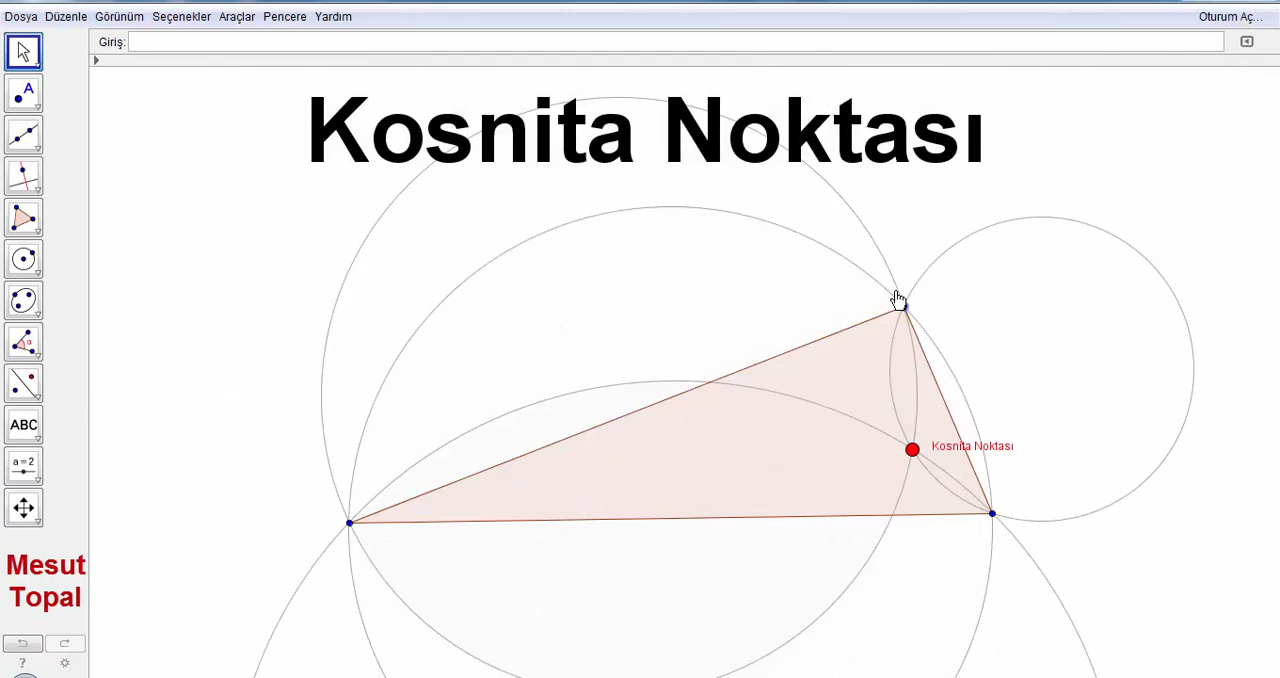 Dosya Düzenle Görünüm Seçenekler Araçlar Pencere Yardım Oturum Aç...
Giriş:
Kosnita Noktası
A
α
ABC
a = 2
Kosnita Noktası
Mesut
Topal
?